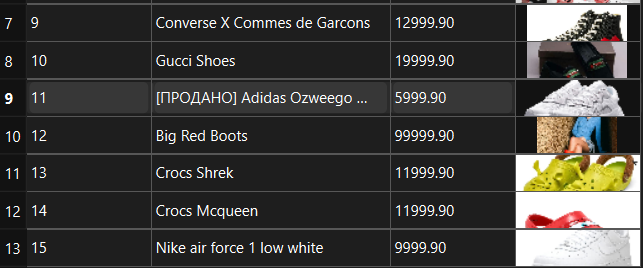 7 9 Converse X Commes de Garcons 12999.90
8 10 Gucci Shoes 19999.90
9 11 [ПРОДАНО] Adidas Ozweego ... 5999.90
10 12 Big Red Boots 99999.90
11 13 Crocs Shrek 11999.90
12 14 Crocs Mcqueen 11999.90
13 15 Nike air force 1 low white 9999.90